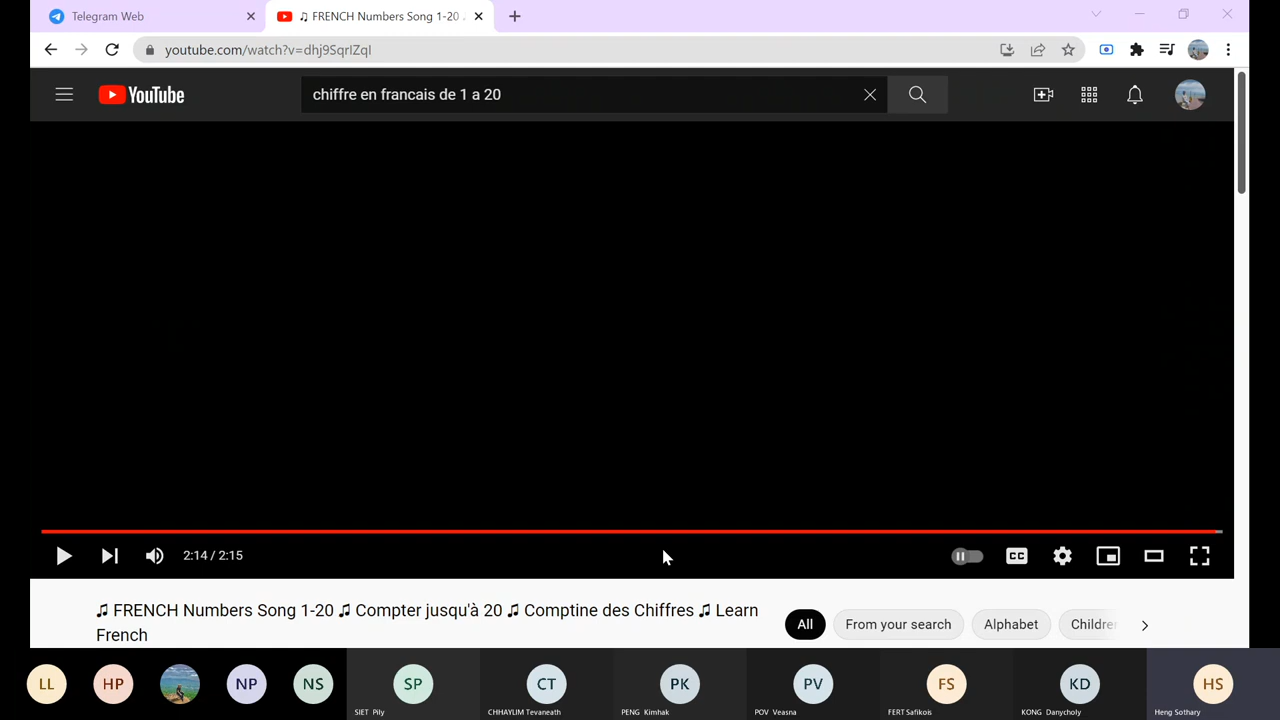 Telegram Web
♫ FRENCH Numbers Song 1-20
youtube.com/watch?v=dhj9SqrIZqI
YouTube
chiffre en francais de 1 a 20
2:14 / 2:15
CC
♫ FRENCH Numbers Song 1-20 ♫ Compter jusqu'à 20 ♫ Comptine des Chiffres ♫ Learn
French
All
From your search
Alphabet
Childre
LL
HP
NP
NS
SP
CT
PK
PV
FS
KD
HS
SIET Pily
CHHAYLIM Tevaneath
PENG Kimhak
POV Veasna
FERT Safikois
KONG Danycholy
Heng Sothary